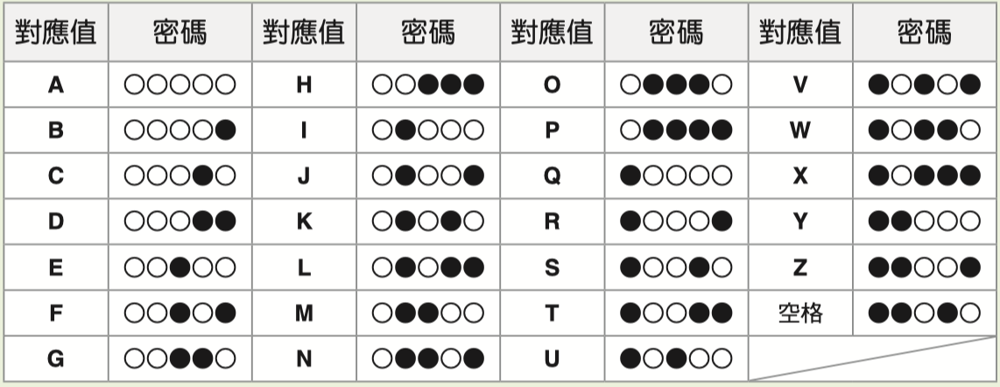 對應值 密碼 對應值 密碼 對應值 密碼 對應值 密碼
A ○○○○○ H ○○●●● O ○●●●○ V ●○●○●
B ○○○○● I ○●○○○ P ○●●●● W ●○●●○
C ○○○●○ J ○●○○● Q ●○○○○ X ●○●●●
D ○○○●● K ○●○●○ R ●○○○● Y ●●○○○
E ○○●○○ L ○●○●● S ●○○●○ Z ●●○○●
F ○○●○● M ○●●○○ T ●○○●● 空格 ●●○●○
G ○○●●○ N ○●●○● U ●○●○○